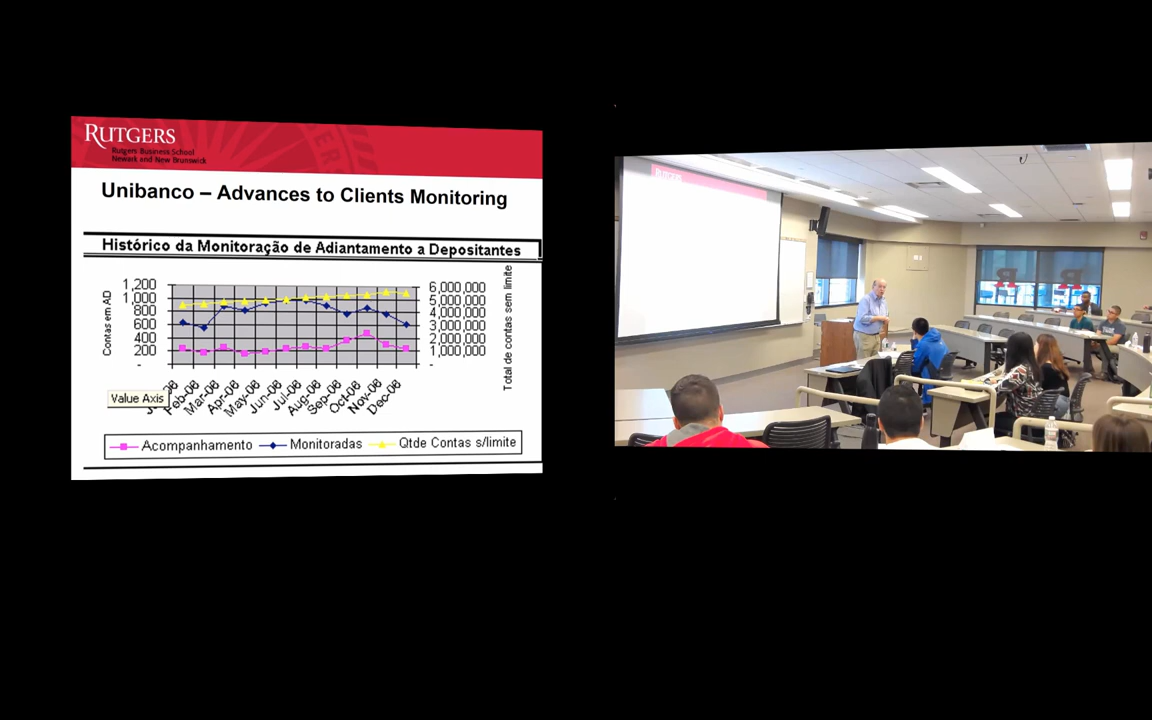 RUTGERS
Rutgers Business School
Newark and New Brunswick
Unibanco – Advances to Clients Monitoring
Histórico da Monitoração de Adiantamento a Depositantes
Contas em AD
1,200
1,000
800
600
400
200
-
6,000,000
5,000,000
4,000,000
3,000,000
2,000,000
1,000,000
-
Total de contas sem limite
Feb-06
Mar-06
Apr-06
May-06
Jun-06
Jul-06
Aug-06
Sep-06
Oct-06
Nov-06
Dec-06
Value Axis
Acompanhamento
Monitoradas
Qtde Contas s/limite
RUTGERS
R
R